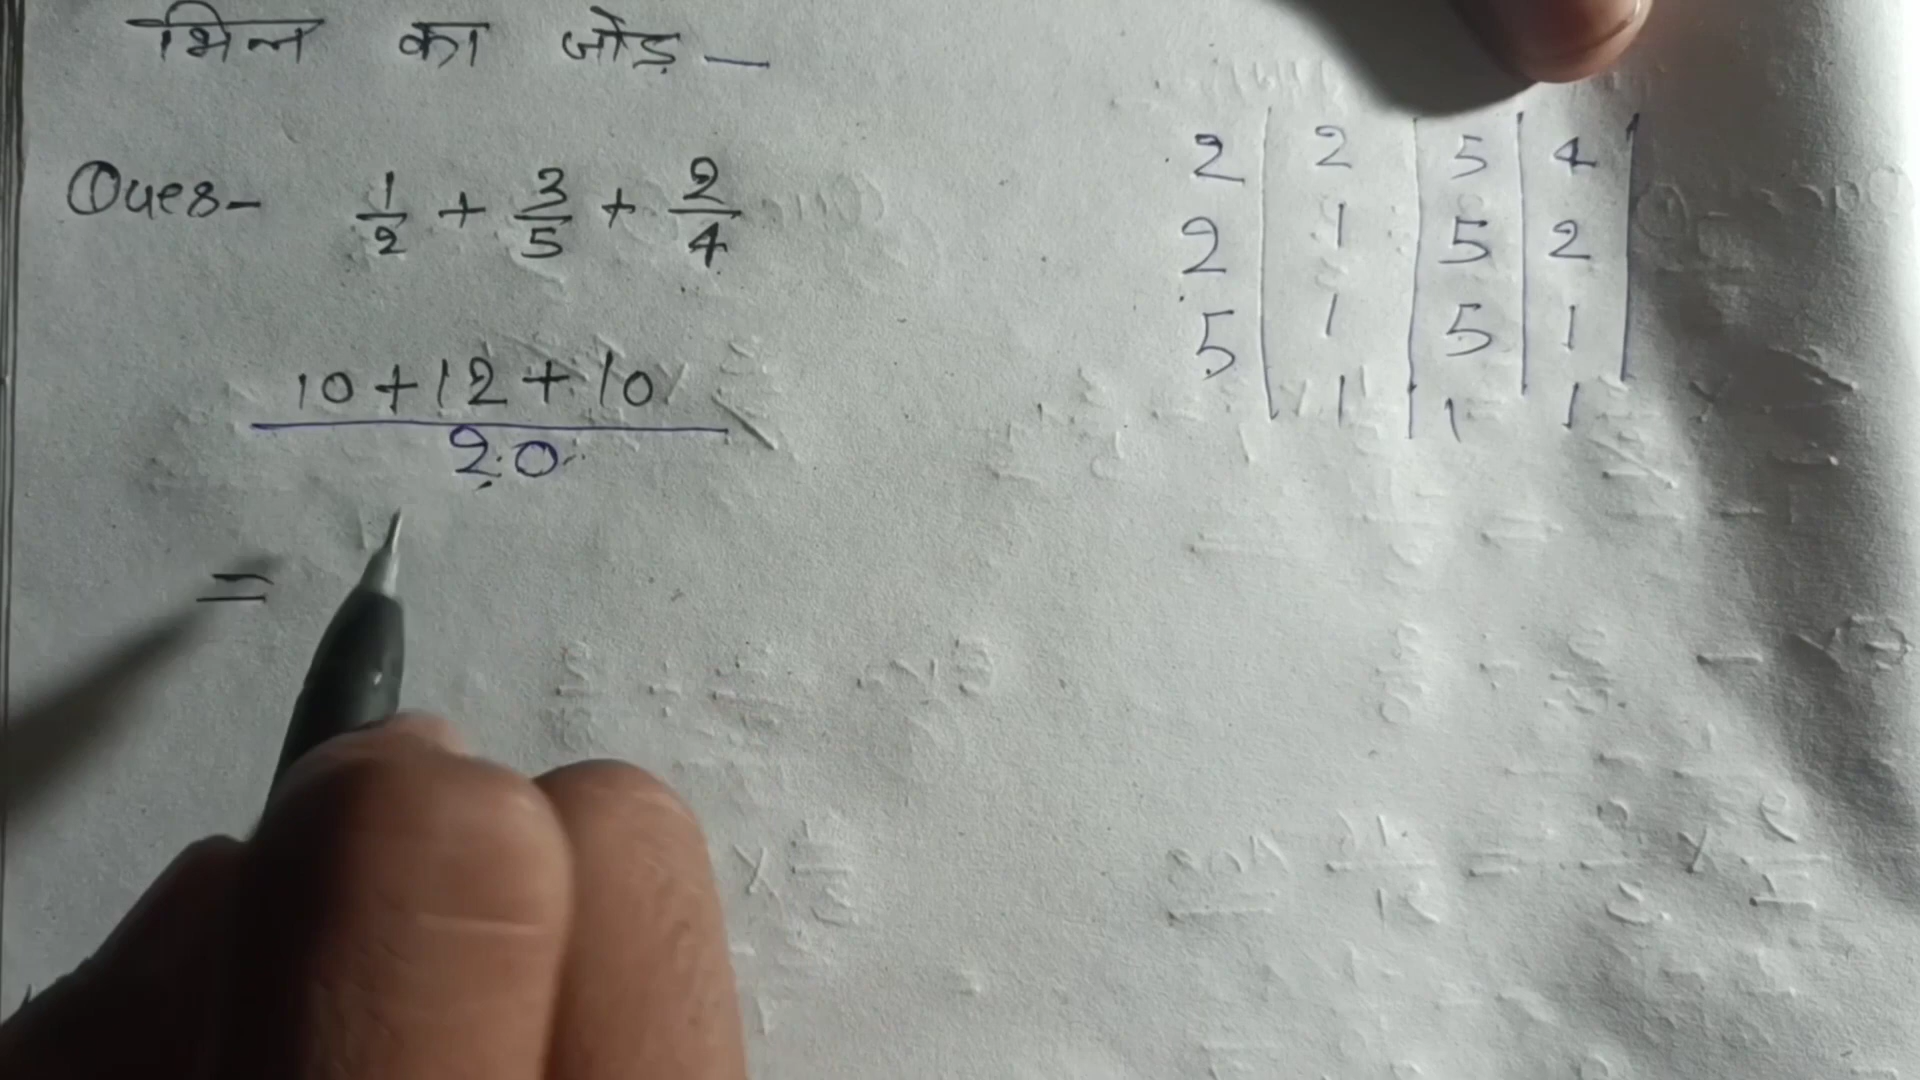 भिन्न का जोड़ —
Ques- 1/2 + 3/5 + 2/4
10+12+10
20
=
2 | 2 | 5 | 4 |
2 | 1 | 5 | 2 |
5 | 1 | 5 | 1 |
| 1 | 1 | 1